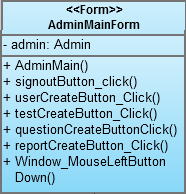 <<Form>>
AdminMainForm
- admin: Admin
+ AdminMain()
+ signoutButton_click()
+ userCreateButton_Click()
+ testCreateButton_Click()
+ questionCreateButtonClick()
+ reportCreateButton_Click()
+ Window_MouseLeftButton
Down()